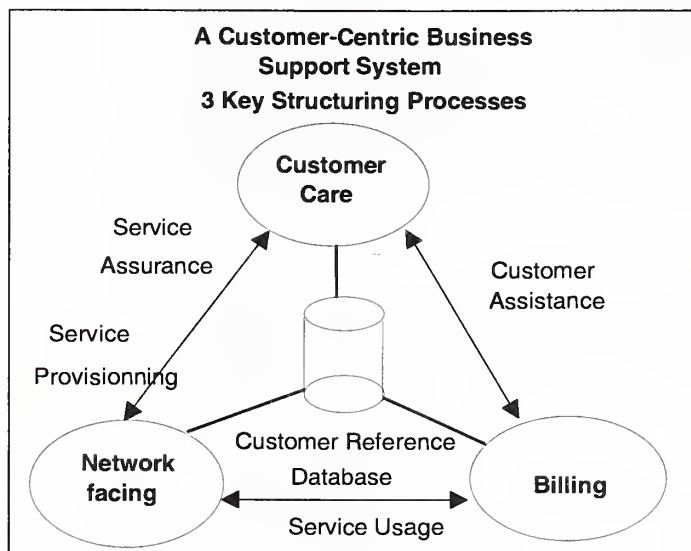 A Customer-Centric Business
Support System
3 Key Structuring Processes
Customer
Care
Service
Assurance
Customer
Assistance
Service
Provisionning
Customer Reference
Database
Network
facing
Billing
Service Usage